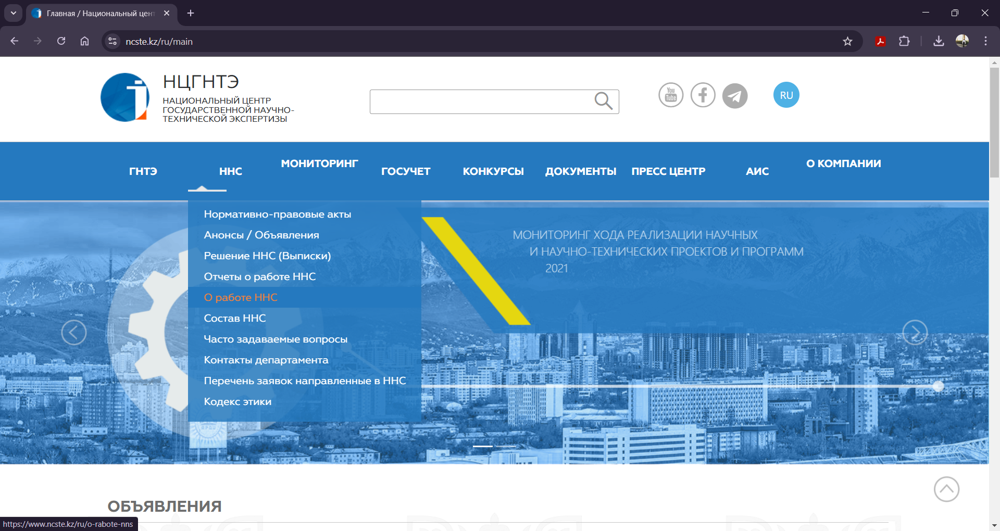 Главная / Национальный цент
ncste.kz/ru/main
НЦГНТЭ
НАЦИОНАЛЬНЫЙ ЦЕНТР
ГОСУДАРСТВЕННОЙ НАУЧНО-
ТЕХНИЧЕСКОЙ ЭКСПЕРТИЗЫ
You
Tube
RU
ГНТЭ
ННС
МОНИТОРИНГ
ГОСУЧЕТ
КОНКУРСЫ
ДОКУМЕНТЫ
ПРЕСС ЦЕНТР
АИС
О КОМПАНИИ
Нормативно-правовые акты
Анонсы / Объявления
Решение ННС (Выписки)
Отчеты о работе ННС
О работе ННС
Состав ННС
Часто задаваемые вопросы
Контакты департамента
Перечень заявок направленные в ННС
Кодекс этики
МОНИТОРИНГ ХОДА РЕАЛИЗАЦИИ НАУЧНЫХ
И НАУЧНО-ТЕХНИЧЕСКИХ ПРОЕКТОВ И ПРОГРАММ
2021
ОБЪЯВЛЕНИЯ
https://www.ncste.kz/ru/o-rabote-nns